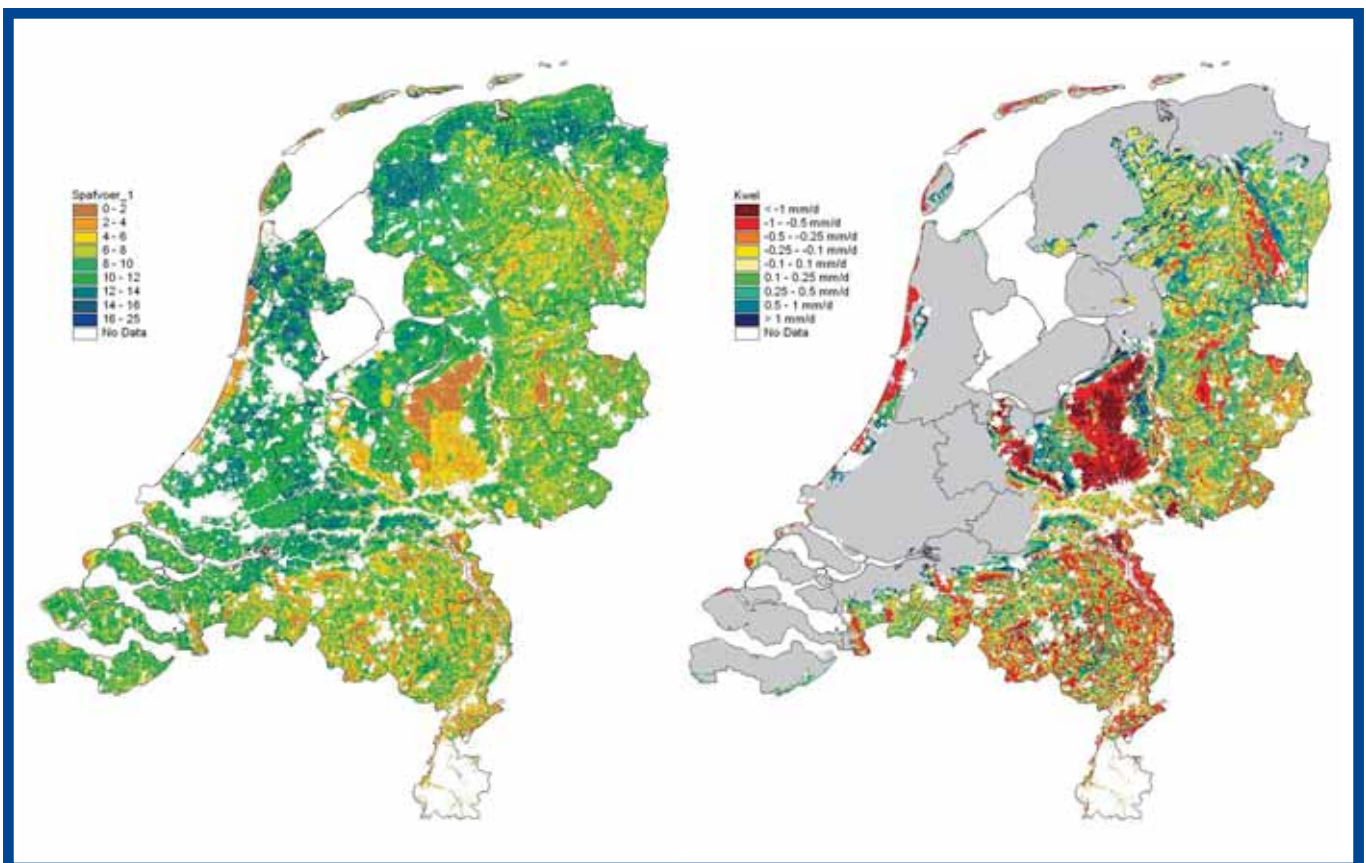 Spafvoer_1
0 - 2
2 - 4
4 - 6
6 - 8
8 - 10
10 - 12
12 - 14
14 - 16
16 - 25
No Data
Kwel
< -1 mm/d
-1 - -0.5 mm/d
-0.5 - -0.25 mm/d
-0.25 - -0.1 mm/d
-0.1 - 0.1 mm/d
0.1 - 0.25 mm/d
0.25 - 0.5 mm/d
0.5 - 1 mm/d
> 1 mm/d
No Data